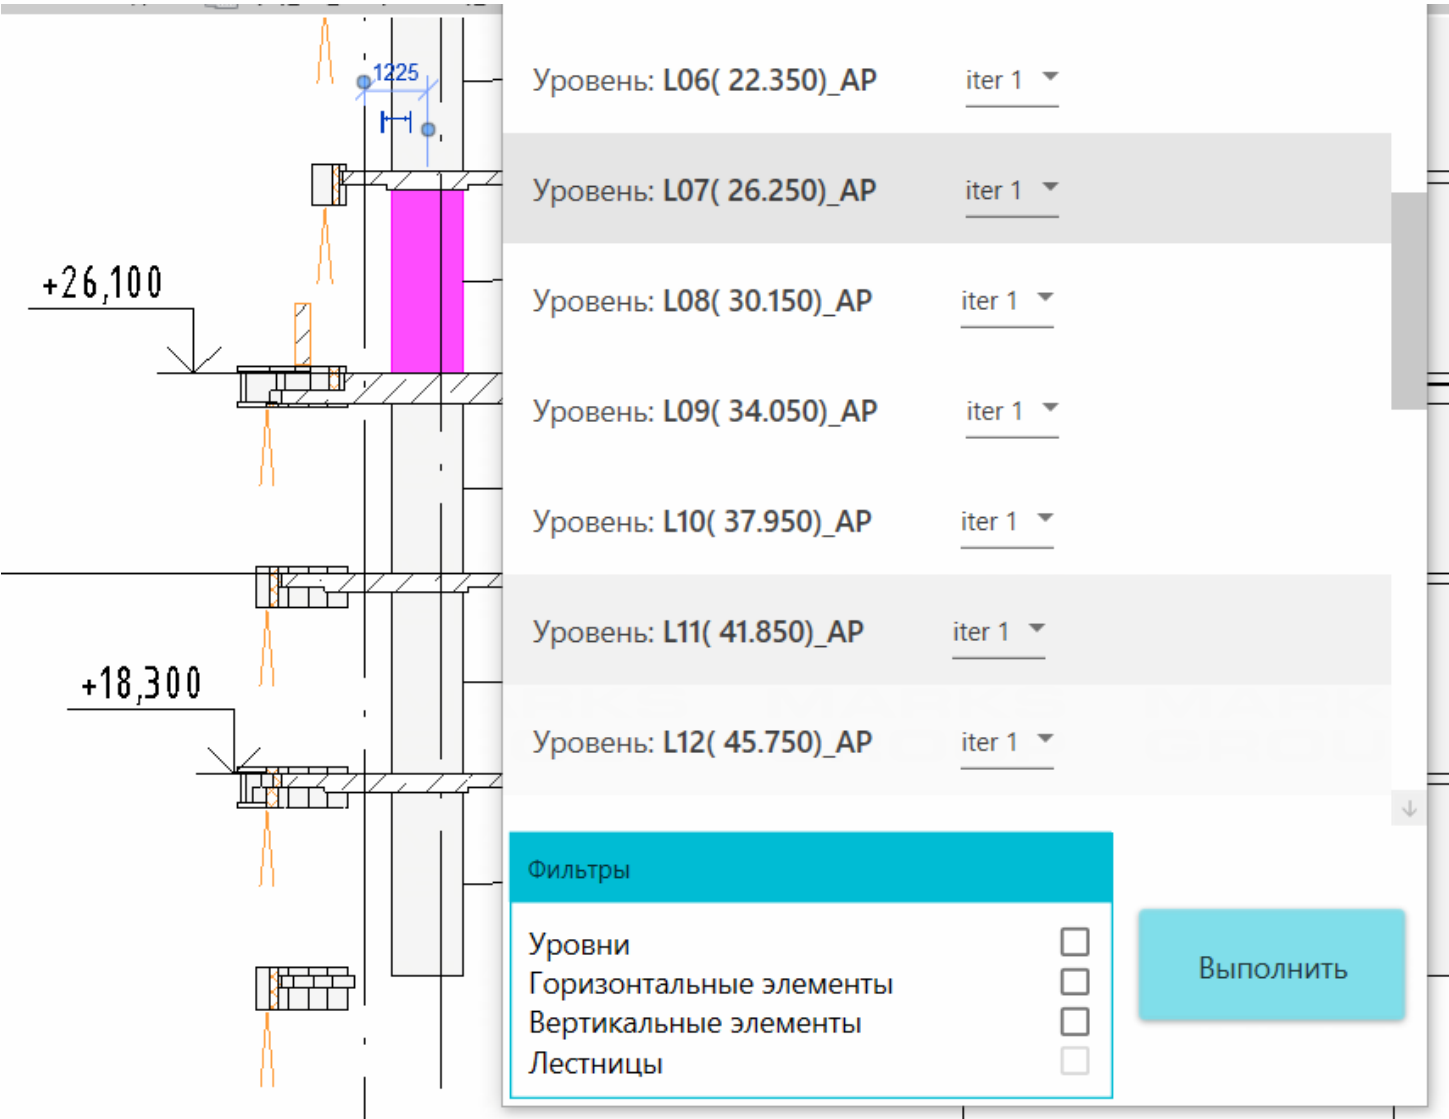 1225
+26,100
+18,300
Уровень: L06( 22.350)_AP iter 1
Уровень: L07( 26.250)_AP iter 1
Уровень: L08( 30.150)_AP iter 1
Уровень: L09( 34.050)_AP iter 1
Уровень: L10( 37.950)_AP iter 1
Уровень: L11( 41.850)_AP iter 1
Уровень: L12( 45.750)_AP iter 1
Фильтры
Уровни
Горизонтальные элементы
Вертикальные элементы
Лестницы
Выполнить